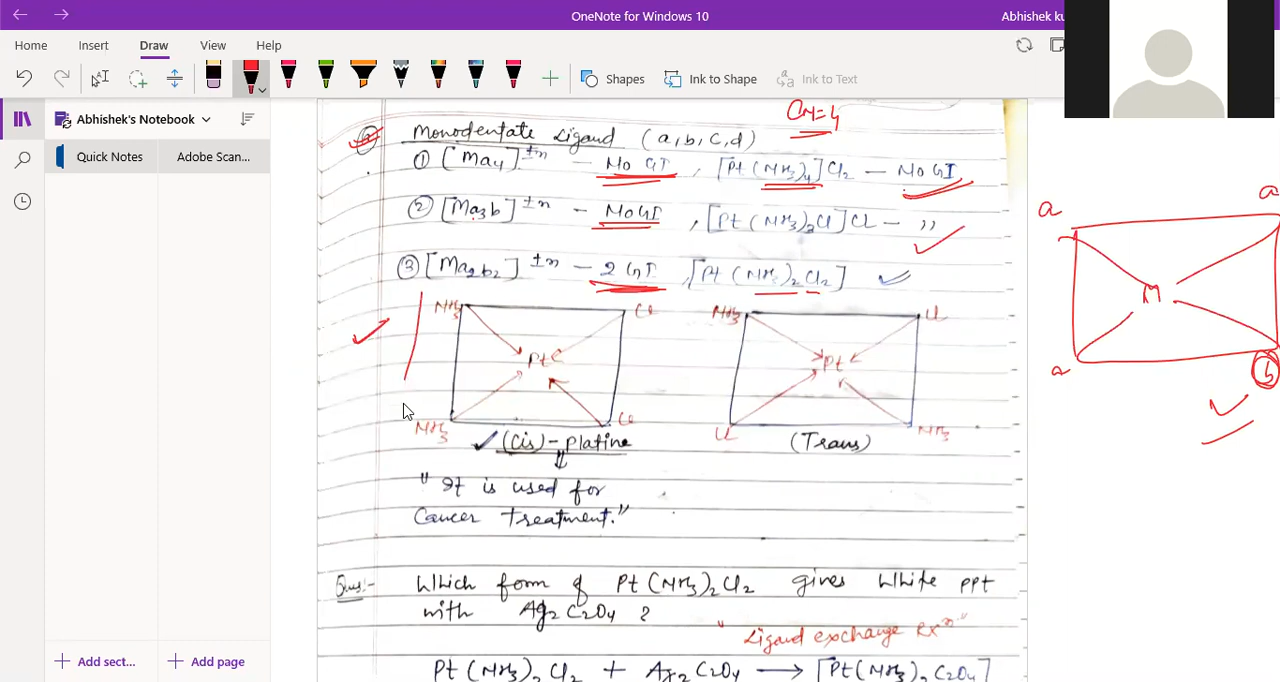 OneNote for Windows 10
Abhishek ku
Home Insert Draw View Help
Shapes Ink to Shape Ink to Text
Abhishek's Notebook
Quick Notes Adobe Scan...
CN=4
Monodentate Ligand (a,b,c,d)
① [Ma4]±n — No GI , [Pt(NH3)4]Cl2 — No GI
② [Ma3b]±n — No GI , [Pt(NH3)3Cl]Cl — ,,
③ [Ma2b2]±n — 2 GI , [Pt(NH3)2Cl2]
NH3 Cl NH3 Cl
Pt Pt
NH3 Cl Cl NH3
(Cis)-platine (Trans)
a a
M
a b
"It is used for
Cancer Treatment."
Ques:- Which form of Pt(NH3)2Cl2 gives White ppt
with Ag2C2O4 ?
"Ligand exchange Rxn"
Pt(NH3)2Cl2 + Ag2C2O4 → [Pt(NH3)2C2O4]
+ Add sect... + Add page